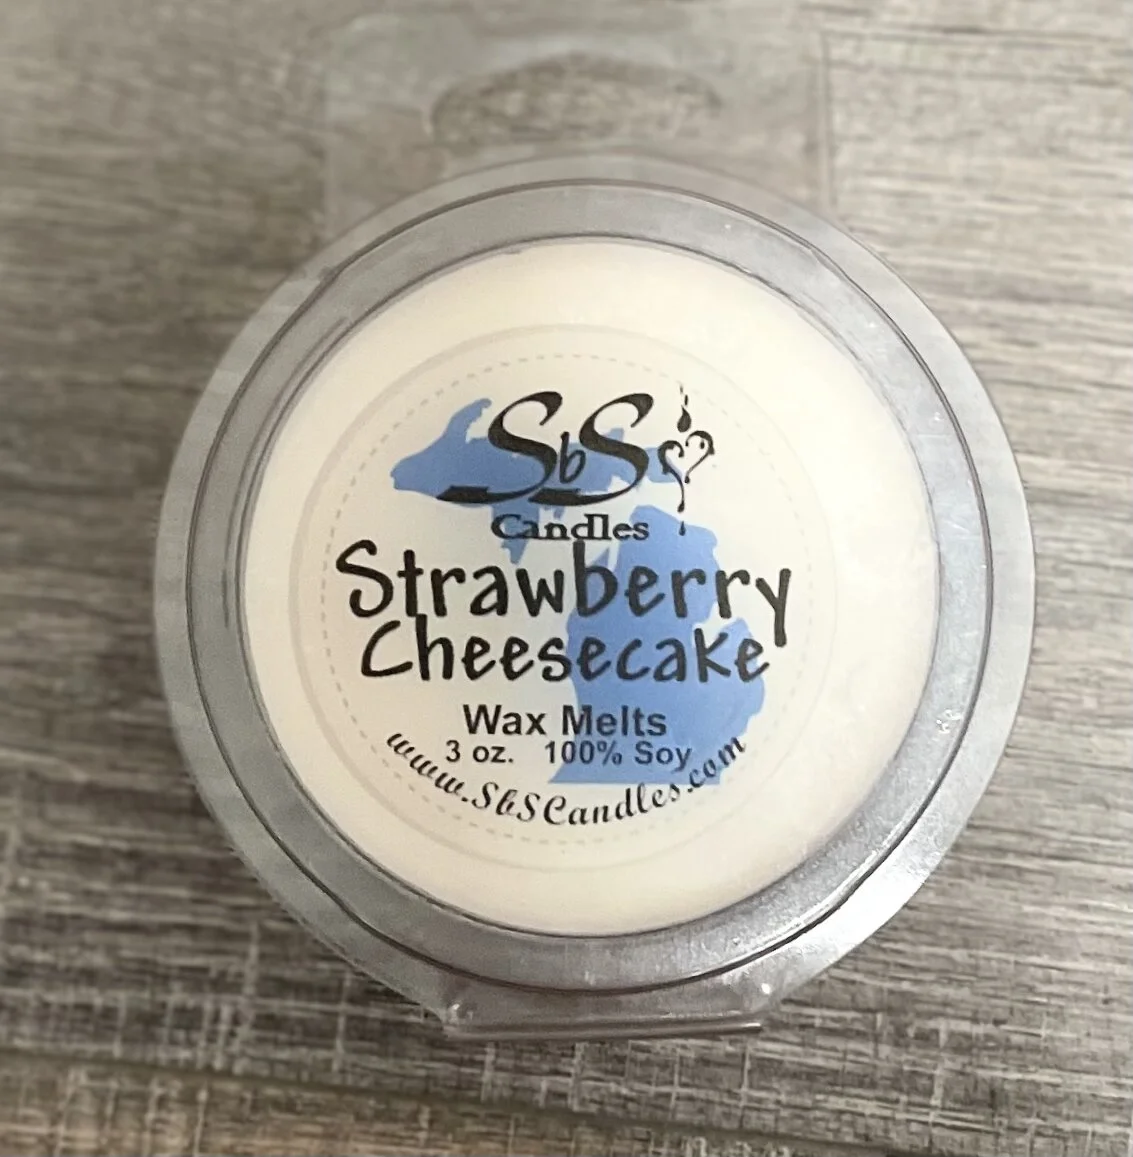 SbS
Candles
Strawberry
Cheesecake
Wax Melts
3 oz. 100% Soy
www.SbSCandles.com